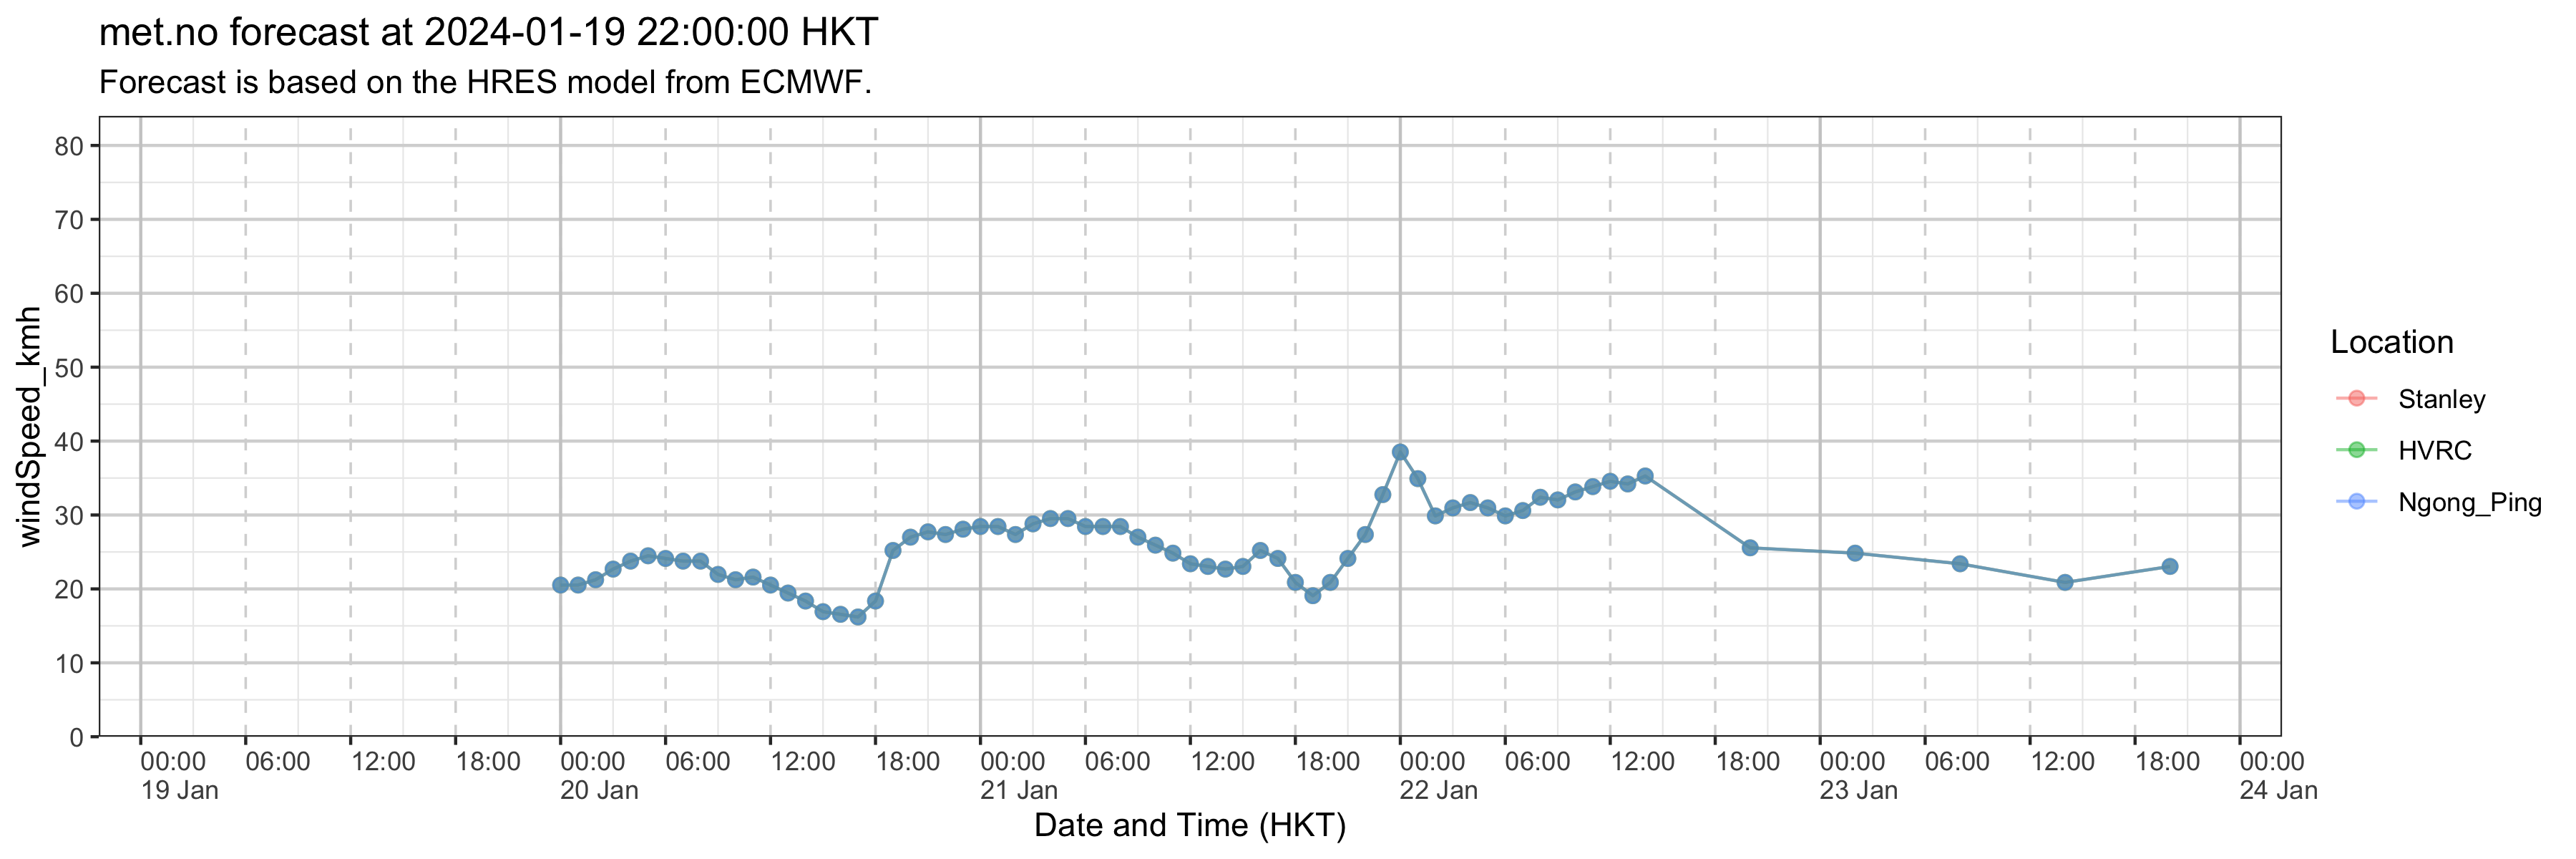 met.no forecast at 2024-01-19 22:00:00 HKT
Forecast is based on the HRES model from ECMWF.
windSpeed_kmh
80
70
60
50
40
30
20
10
0
00:00 06:00 12:00 18:00 00:00 06:00 12:00 18:00 00:00 06:00 12:00 18:00 00:00 06:00 12:00 18:00 00:00 06:00 12:00 18:00 00:00
19 Jan 20 Jan 21 Jan 22 Jan 23 Jan 24 Jan
Date and Time (HKT)
Location
Stanley
HVRC
Ngong_Ping